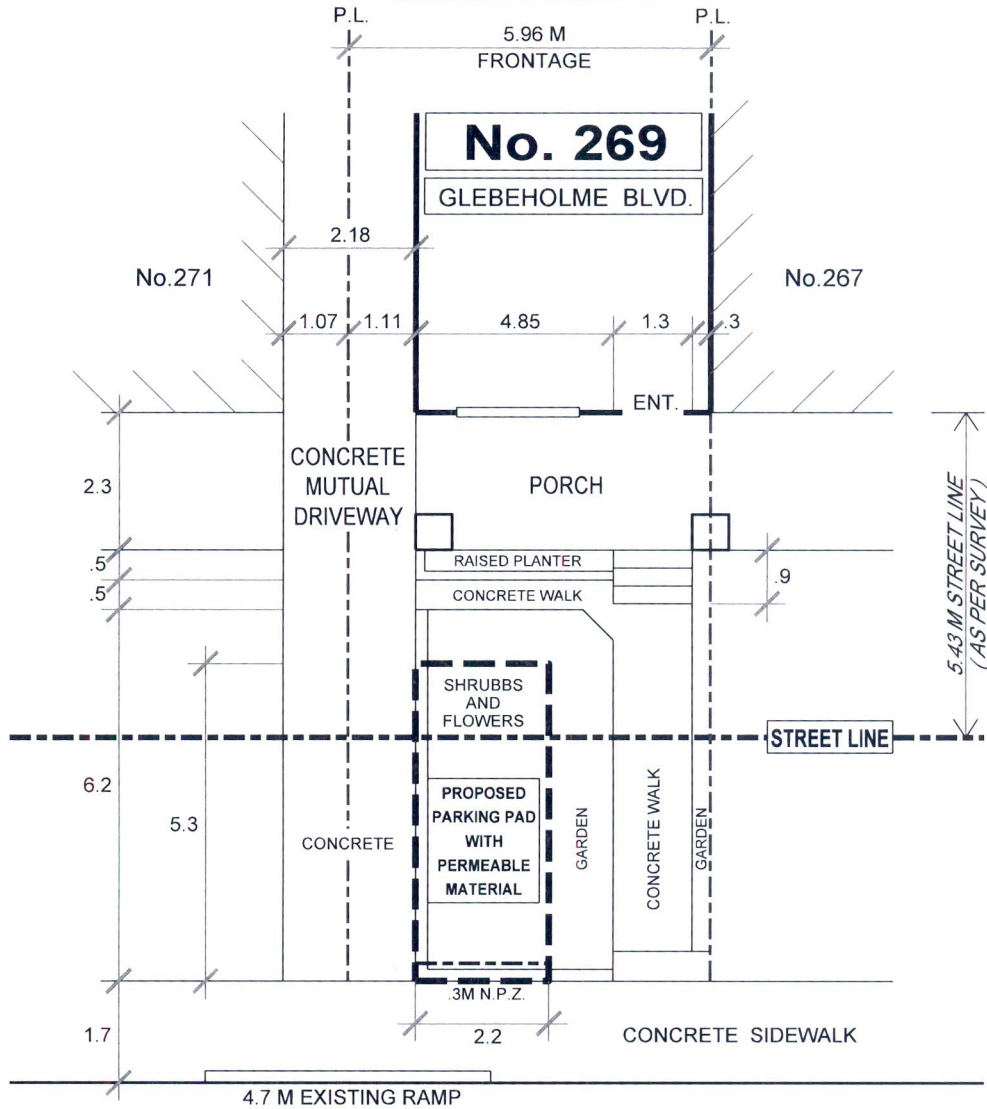 P.L.
P.L.
5.96 M
FRONTAGE
No. 269
GLEBEHOLME BLVD.
2.18
No.271
No.267
1.07
1.11
4.85
1.3
.3
ENT.
CONCRETE
MUTUAL
DRIVEWAY
PORCH
2.3
5.43 M STREET LINE
( AS PER SURVEY )
.5
RAISED PLANTER
.9
.5
CONCRETE WALK
SHRUBBS
AND
FLOWERS
STREET LINE
6.2
5.3
PROPOSED
PARKING PAD
WITH
PERMEABLE
MATERIAL
CONCRETE
GARDEN
CONCRETE WALK
GARDEN
.3M N.P.Z.
1.7
2.2
CONCRETE SIDEWALK
4.7 M EXISTING RAMP